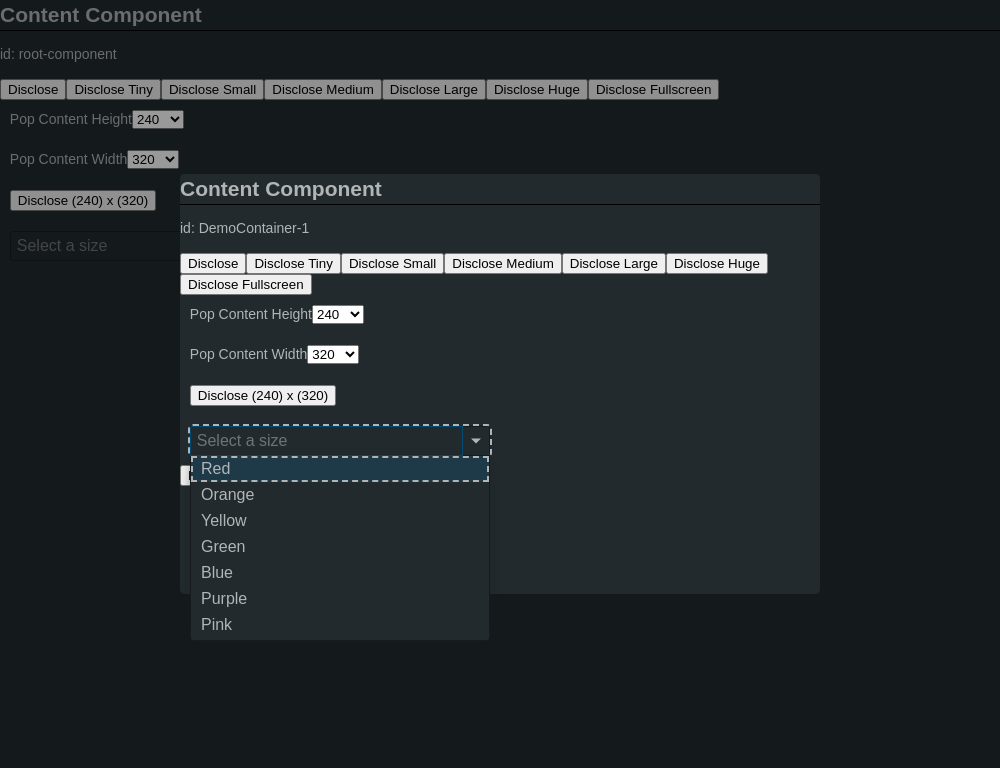 Content Component
id: root-component
Disclose Disclose Tiny Disclose Small Disclose Medium Disclose Large Disclose Huge Disclose Fullscreen
Pop Content Height 240
Pop Content Width 320
Disclose (240) x (320)
Select a size
Content Component
id: DemoContainer-1
Disclose Disclose Tiny Disclose Small Disclose Medium Disclose Large Disclose Huge
Disclose Fullscreen
Pop Content Height 240
Pop Content Width 320
Disclose (240) x (320)
Select a size
Red
Orange
Yellow
Green
Blue
Purple
Pink